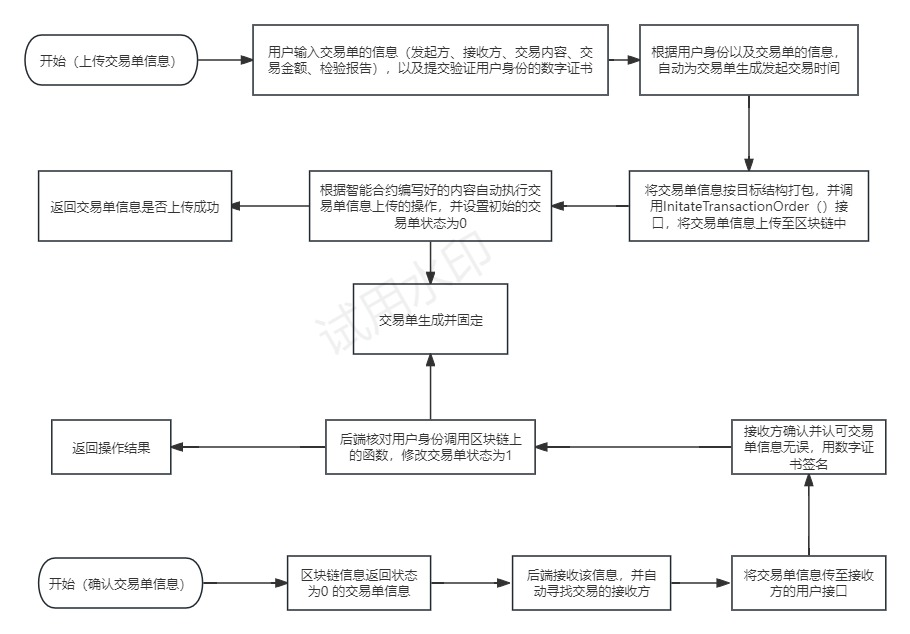 开始（上传交易单信息）
用户输入交易单的信息（发起方、接收方、交易内容、交
易金额、检验报告），以及提交验证用户身份的数字证书
根据用户身份以及交易单的信息，
自动为交易单生成发起交易时间
将交易单信息按目标结构打包，并调
用InitateTransactionOrder（）接
口，将交易单信息上传至区块链中
根据智能合约编写好的内容自动执行交
易单信息上传的操作，并设置初始的交
易单状态为0
返回交易单信息是否上传成功
试用水印
交易单生成并固定
返回操作结果
后端核对用户身份调用区块链上
的函数，修改交易单状态为1
接收方确认并认可交易
单信息无误，用数字证
书签名
开始（确认交易单信息）
区块链信息返回状态
为0 的交易单信息
后端接收该信息，并自
动寻找交易的接收方
将交易单信息传至接收
方的用户接口